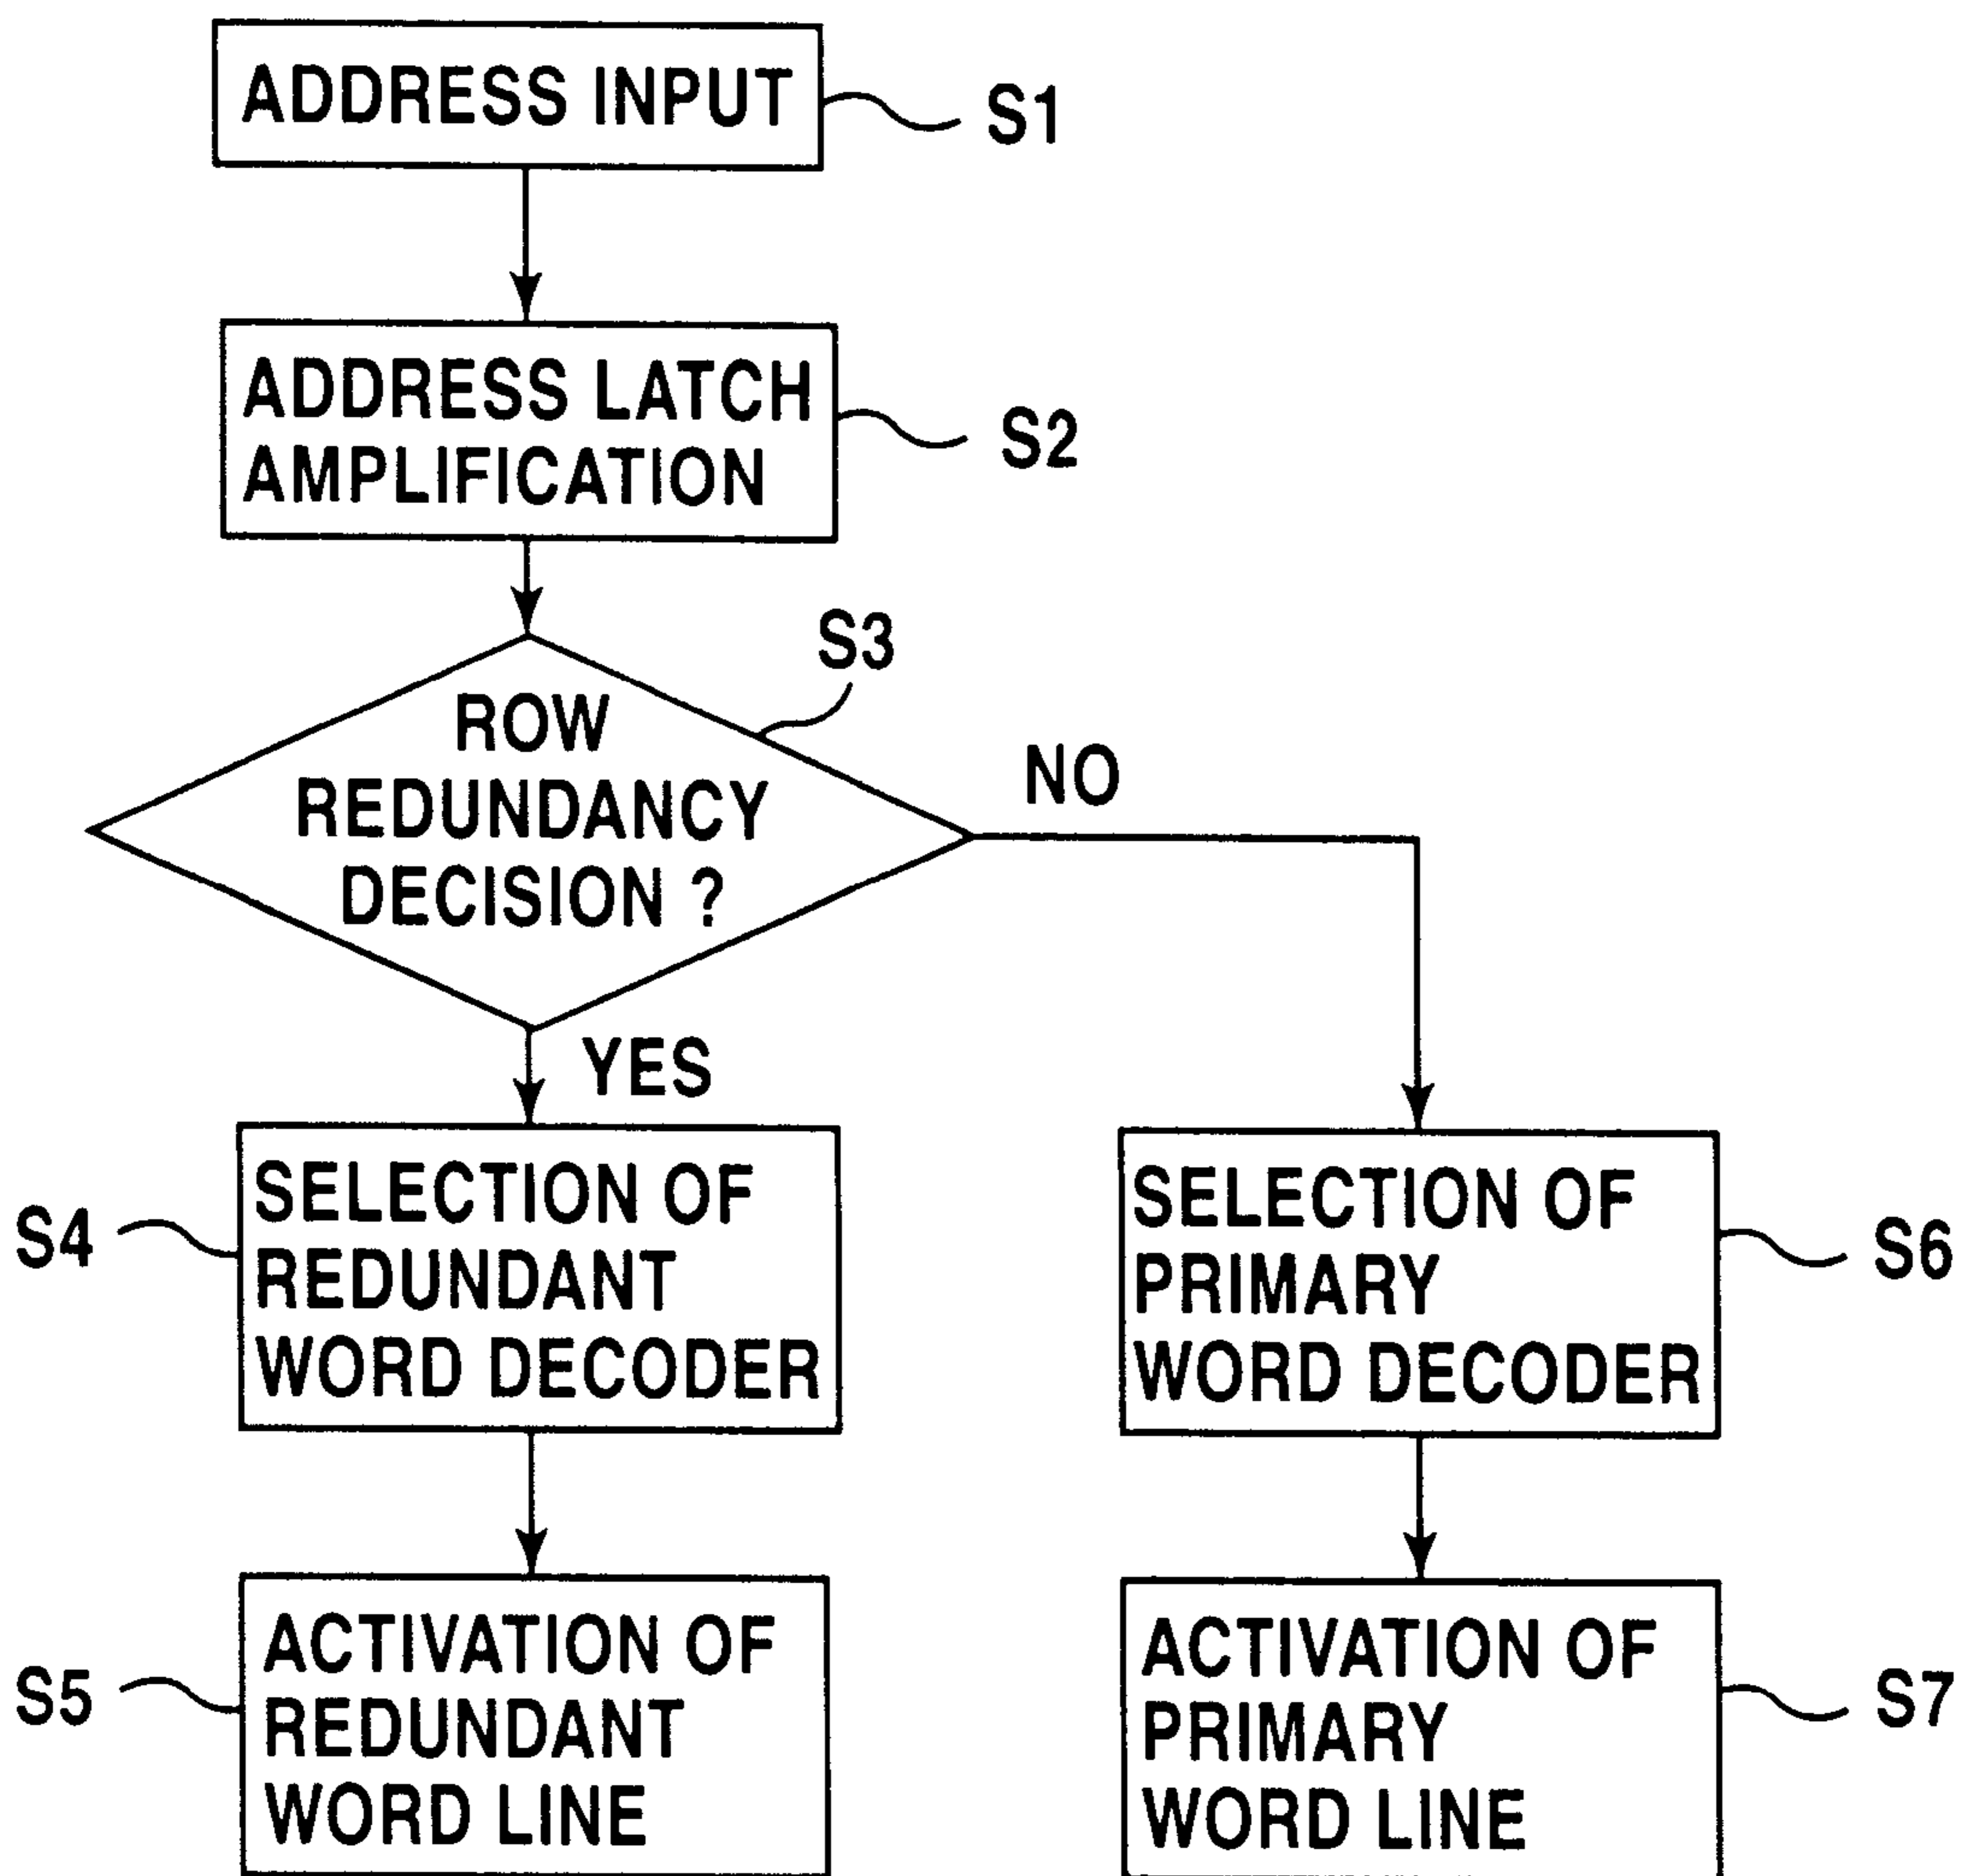 ADDRESS INPUT
S1
ADDRESS LATCH
AMPLIFICATION
S2
S3
ROW
REDUNDANCY
DECISION ?
NO
YES
S4
SELECTION OF
REDUNDANT
WORD DECODER
SELECTION OF
PRIMARY
WORD DECODER
S6
S5
ACTIVATION OF
REDUNDANT
WORD LINE
ACTIVATION OF
PRIMARY
WORD LINE
S7